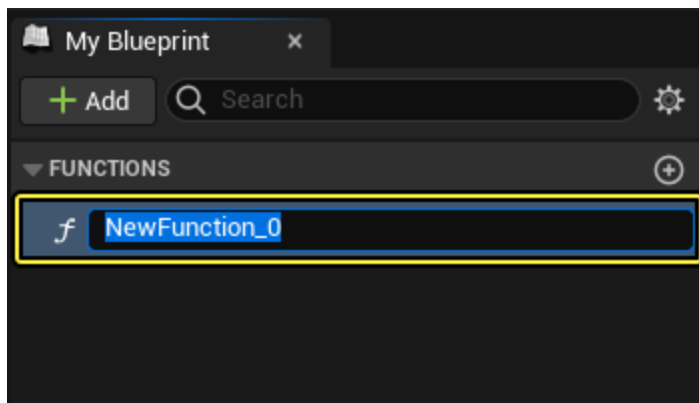 My Blueprint
Add
Search
FUNCTIONS
f NewFunction_0